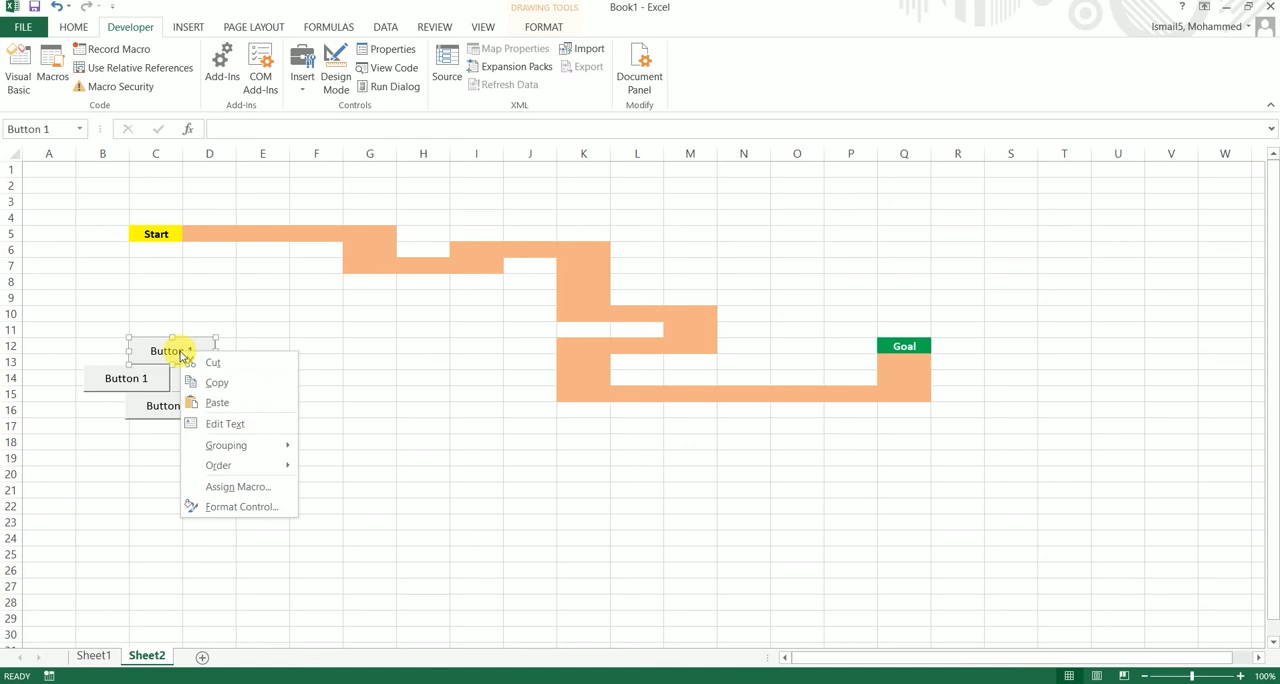 DRAWING TOOLS
Book1 - Excel
?
FILE HOME Developer INSERT PAGE LAYOUT FORMULAS DATA REVIEW VIEW FORMAT
Ismail5, Mohammed
Visual Basic
Macros
Record Macro
Use Relative References
Macro Security
Code
Add-Ins
COM Add-Ins
Add-Ins
Insert
Design Mode
Properties
View Code
Run Dialog
Controls
Source
Map Properties
Expansion Packs
Refresh Data
Import
Export
XML
Document Panel
Modify
Button 1
fx
A B C D E F G H I J K L M N O P Q R S T U V W
1
2
3
4
5 Start
6
7
8
9
10
11
12 Goal
13
14
15
16
17
18
19
20
21
22
23
24
25
26
27
28
29
30
Button 1
Button 1
Button
Cut
Copy
Paste
Edit Text
Grouping
Order
Assign Macro...
Format Control...
Sheet1 Sheet2
READY
100%